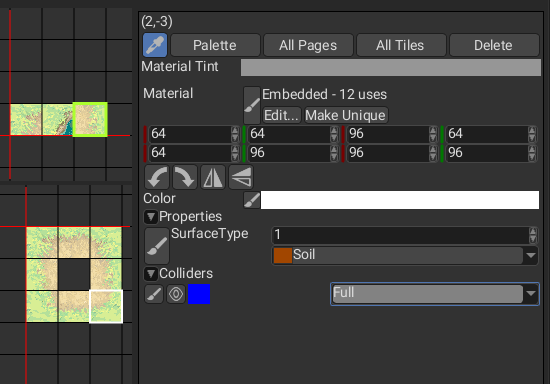 (2,-3)
Palette All Pages All Tiles Delete
Material Tint
Material Embedded - 12 uses
Edit... Make Unique
64 64 96 64
64 96 96 96
Color
Properties
SurfaceType 1
Soil
Colliders
Full